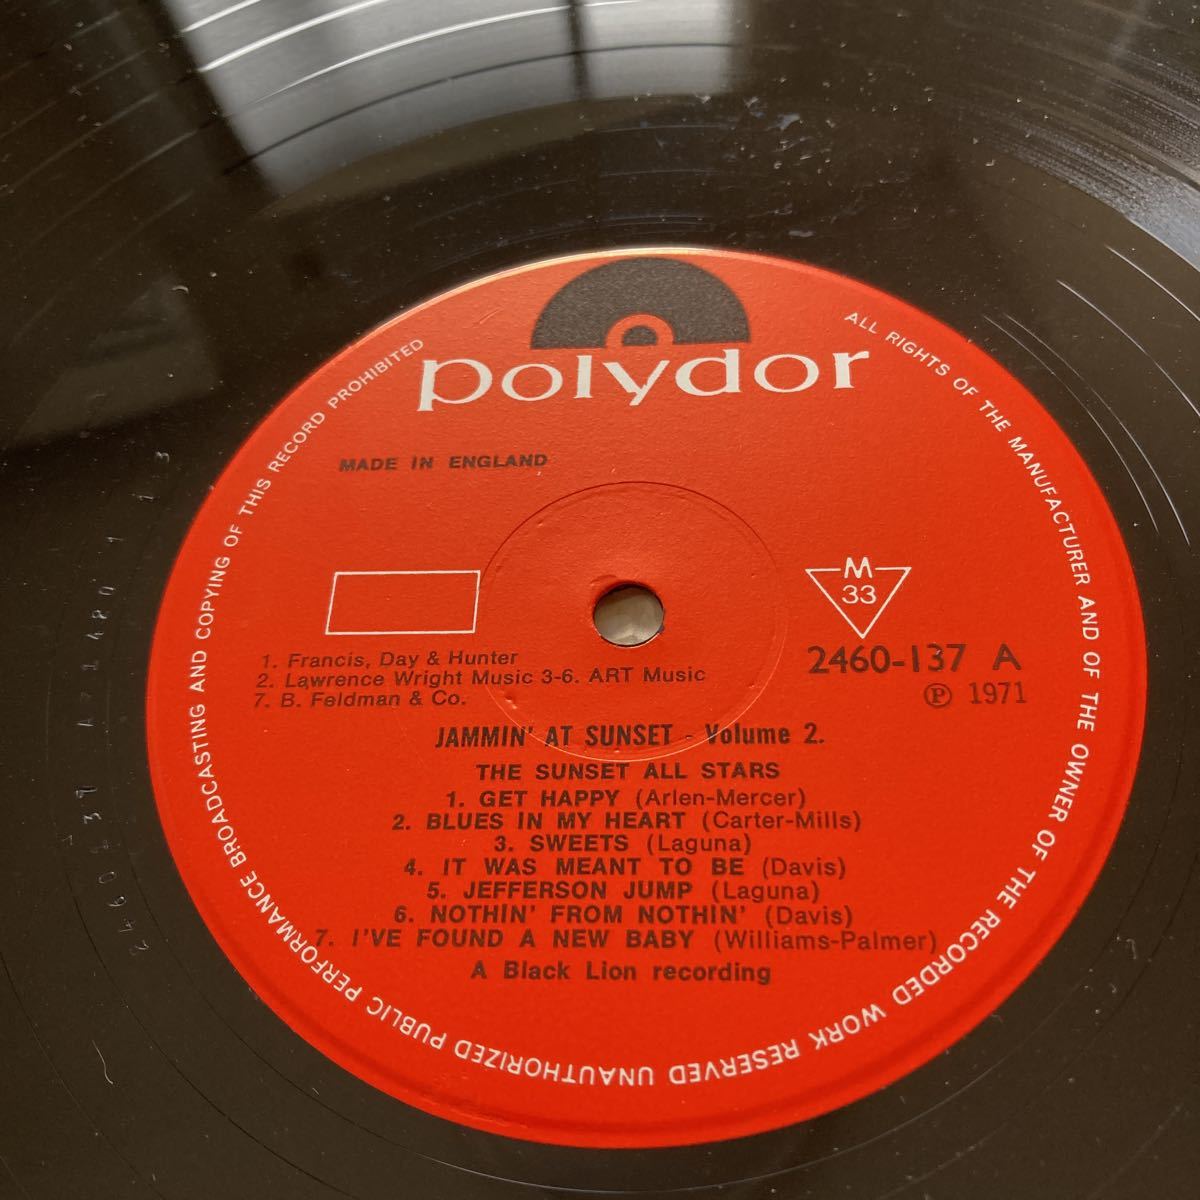 polydor
MADE IN ENGLAND
M
33
2460-137 A
℗ 1971
1. Francis, Day & Hunter
2. Lawrence Wright Music 3-6. ART Music
7. B. Feldman & Co.
JAMMIN' AT SUNSET - Volume 2.
THE SUNSET ALL STARS
1. GET HAPPY (Arlen-Mercer)
2. BLUES IN MY HEART (Carter-Mills)
3. SWEETS (Laguna)
4. IT WAS MEANT TO BE (Davis)
5. JEFFERSON JUMP (Laguna)
6. NOTHIN' FROM NOTHIN' (Davis)
7. I'VE FOUND A NEW BABY (Williams-Palmer)
A Black Lion recording
ALL RIGHTS OF THE MANUFACTURER AND OF THE OWNER OF THE RECORDED WORK RESERVED UNAUTHORIZED PUBLIC PERFORMANCE BROADCASTING AND COPYING OF THIS RECORD PROHIBITED